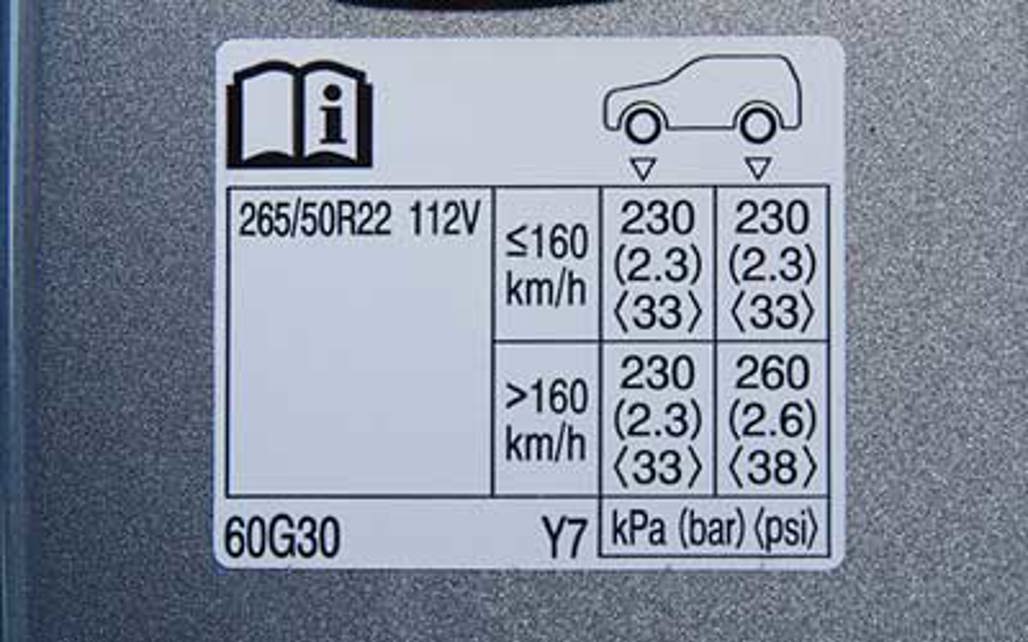 i
265/50R22 112V
≤160 km/h
230 (2.3) 〈33〉
230 (2.3) 〈33〉
>160 km/h
230 (2.3) 〈33〉
260 (2.6) 〈38〉
60G30
Y7
kPa (bar) 〈psi〉